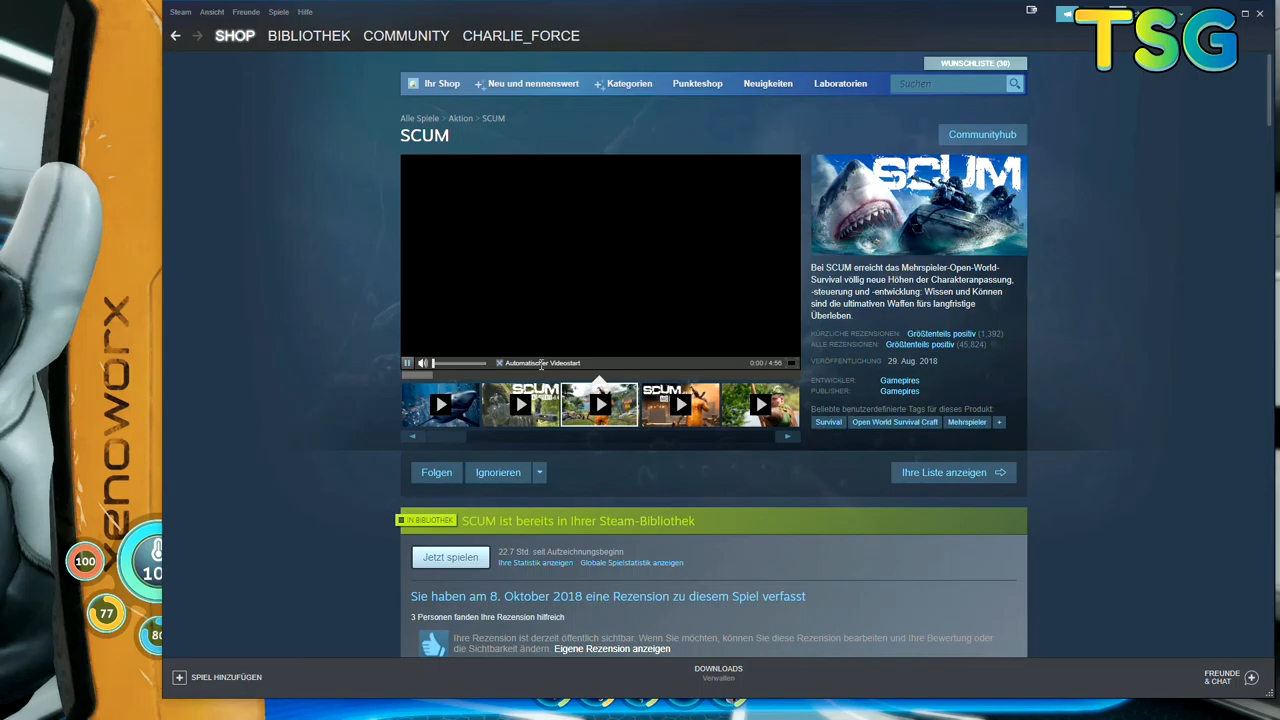 Steam Ansicht Freunde Spiele Hilfe
TSG
SHOP BIBLIOTHEK COMMUNITY CHARLIE_FORCE
WUNSCHLISTE (30)
Ihr Shop Neu und nennenswert Kategorien Punkteshop Neuigkeiten Laboratorien Suchen
Alle Spiele > Aktion > SCUM
SCUM
Communityhub
SCUM
Bei SCUM erreicht das Mehrspieler-Open-World-
Survival völlig neue Höhen der Charakteranpassung,
-steuerung und -entwicklung: Wissen und Können
sind die ultimativen Waffen fürs langfristige
Überleben.
KÜRZLICHE REZENSIONEN: Größtenteils positiv (1,392)
ALLE REZENSIONEN: Größtenteils positiv (45,824)
VERÖFFENTLICHUNG 29. Aug. 2018
ENTWICKLER: Gamepires
PUBLISHER: Gamepires
Beliebte benutzerdefinierte Tags für dieses Produkt:
Survival Open World Survival Craft Mehrspieler +
Automatischer Videostart 0:00 / 4:56
SCUM
SCUM
Folgen Ignorieren Ihre Liste anzeigen
IN BIBLIOTHEK SCUM ist bereits in Ihrer Steam-Bibliothek
Jetzt spielen
22.7 Std. seit Aufzeichnungsbeginn
Ihre Statistik anzeigen Globale Spielstatistik anzeigen
Sie haben am 8. Oktober 2018 eine Rezension zu diesem Spiel verfasst
3 Personen fanden Ihre Rezension hilfreich
Ihre Rezension ist derzeit öffentlich sichtbar. Wenn Sie möchten, können Sie diese Rezension bearbeiten und Ihre Bewertung oder
die Sichtbarkeit ändern. Eigene Rezension anzeigen
SPIEL HINZUFÜGEN
DOWNLOADS
Verwalten
FREUNDE
& CHAT
xenoworx
100
77